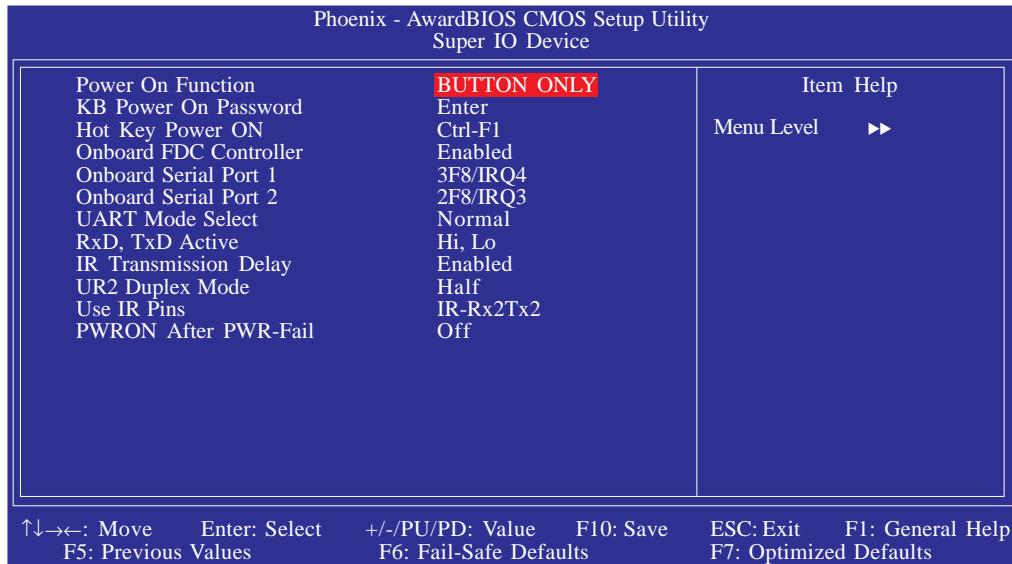 Phoenix - AwardBIOS CMOS Setup Utility
Super IO Device
Power On Function BUTTON ONLY
KB Power On Password Enter
Hot Key Power ON Ctrl-F1
Onboard FDC Controller Enabled
Onboard Serial Port 1 3F8/IRQ4
Onboard Serial Port 2 2F8/IRQ3
UART Mode Select Normal
RxD, TxD Active Hi, Lo
IR Transmission Delay Enabled
UR2 Duplex Mode Half
Use IR Pins IR-Rx2Tx2
PWRON After PWR-Fail Off
Item Help
Menu Level ▸▸
↑↓→←: Move Enter: Select +/-/PU/PD: Value F10: Save ESC: Exit F1: General Help
F5: Previous Values F6: Fail-Safe Defaults F7: Optimized Defaults